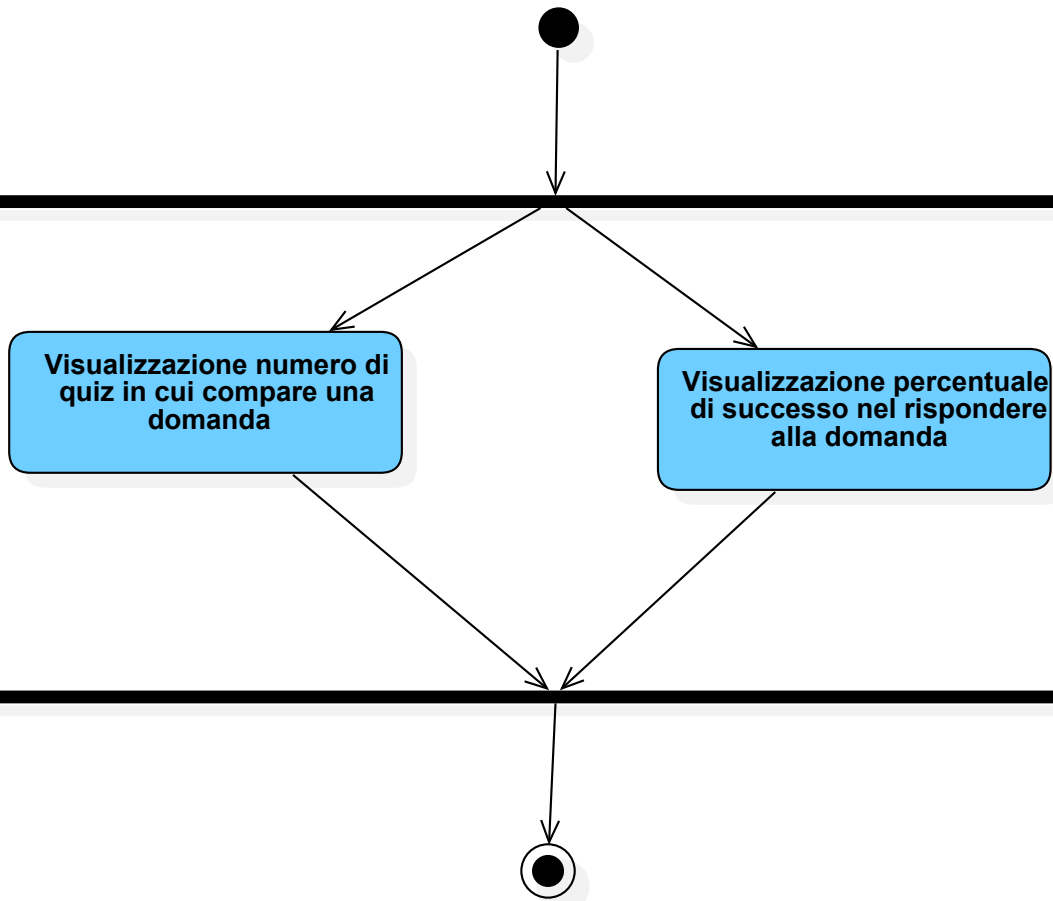 Visualizzazione numero di
quiz in cui compare una
domanda
Visualizzazione percentuale
di successo nel rispondere
alla domanda